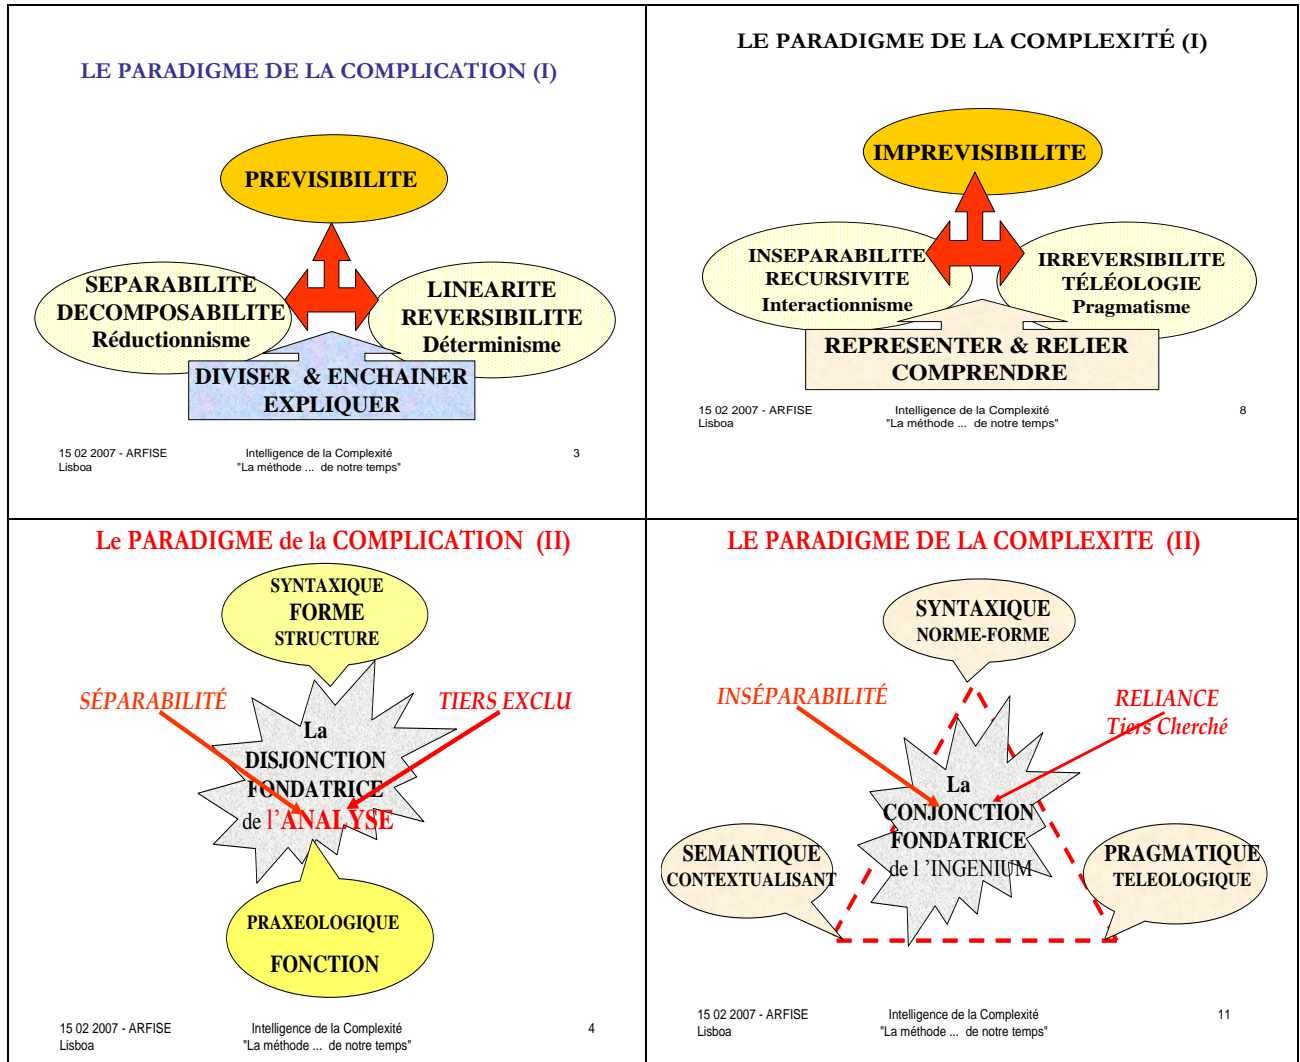 LE PARADIGME DE LA COMPLICATION (I)
PREVISIBILITE
SEPARABILITE
DECOMPOSABILITE
Réductionnisme
LINEARITE
REVERSIBILITE
Déterminisme
DIVISER & ENCHAINER
EXPLIQUER
15 02 2007 - ARFISE
Lisboa
Intelligence de la Complexité
"La méthode ... de notre temps"
3
LE PARADIGME DE LA COMPLEXITÉ (I)
IMPREVISIBILITE
INSEPARABILITE
RECURSIVITE
Interactionnisme
IRREVERSIBILITE
TÉLÉOLOGIE
Pragmatisme
REPRESENTER & RELIER
COMPRENDRE
15 02 2007 - ARFISE
Lisboa
Intelligence de la Complexité
"La méthode ... de notre temps"
8
Le PARADIGME de la COMPLICATION (II)
SYNTAXIQUE
FORME
STRUCTURE
SÉPARABILITÉ
TIERS EXCLU
La
DISJONCTION
FONDATRICE
de l'ANALYSE
PRAXEOLOGIQUE
FONCTION
15 02 2007 - ARFISE
Lisboa
Intelligence de la Complexité
"La méthode ... de notre temps"
4
LE PARADIGME DE LA COMPLEXITE (II)
SYNTAXIQUE
NORME-FORME
INSÉPARABILITÉ
RELIANCE
Tiers Cherché
La
CONJONCTION
FONDATRICE
de l 'INGENIUM
SEMANTIQUE
CONTEXTUALISANT
PRAGMATIQUE
TELEOLOGIQUE
15 02 2007 - ARFISE
Lisboa
Intelligence de la Complexité
"La méthode ... de notre temps"
11